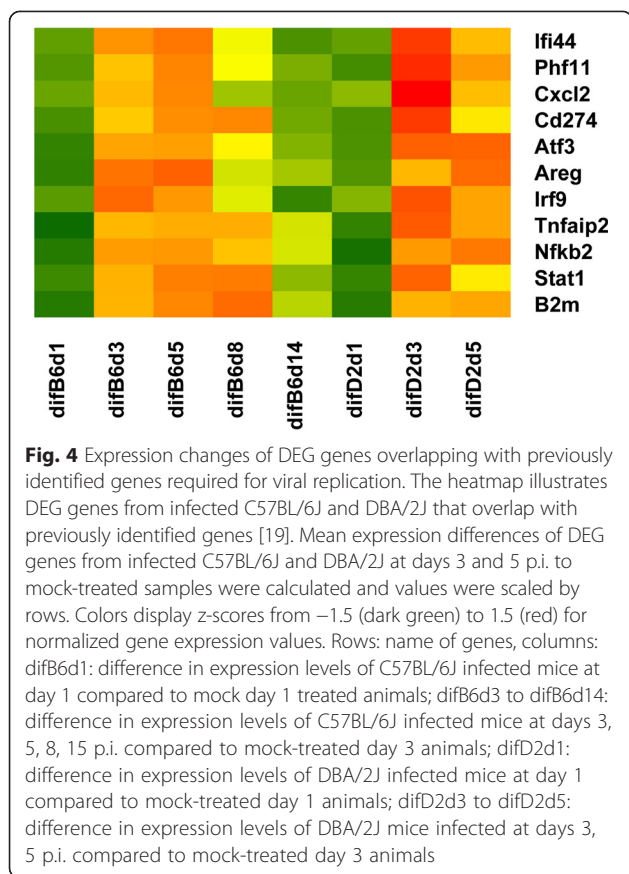 Ifi44
Phf11
Cxcl2
Cd274
Atf3
Areg
Irf9
Tnfaip2
Nfkb2
Stat1
B2m
difB6d1
difB6d3
difB6d5
difB6d8
difB6d14
difD2d1
difD2d3
difD2d5
Fig. 4 Expression changes of DEG genes overlapping with previously
identified genes required for viral replication. The heatmap illustrates
DEG genes from infected C57BL/6J and DBA/2J that overlap with
previously identified genes [19]. Mean expression differences of DEG
genes from infected C57BL/6J and DBA/2J at days 3 and 5 p.i. to
mock-treated samples were calculated and values were scaled by
rows. Colors display z-scores from −1.5 (dark green) to 1.5 (red) for
normalized gene expression values. Rows: name of genes, columns:
difB6d1: difference in expression levels of C57BL/6J infected mice at
day 1 compared to mock day 1 treated animals; difB6d3 to difB6d14:
difference in expression levels of C57BL/6J infected mice at days 3,
5, 8, 15 p.i. compared to mock-treated day 3 animals; difD2d1:
difference in expression levels of DBA/2J infected mice at day 1
compared to mock-treated day 1 animals; difD2d3 to difD2d5:
difference in expression levels of DBA/2J mice infected at days 3,
5 p.i. compared to mock-treated day 3 animals